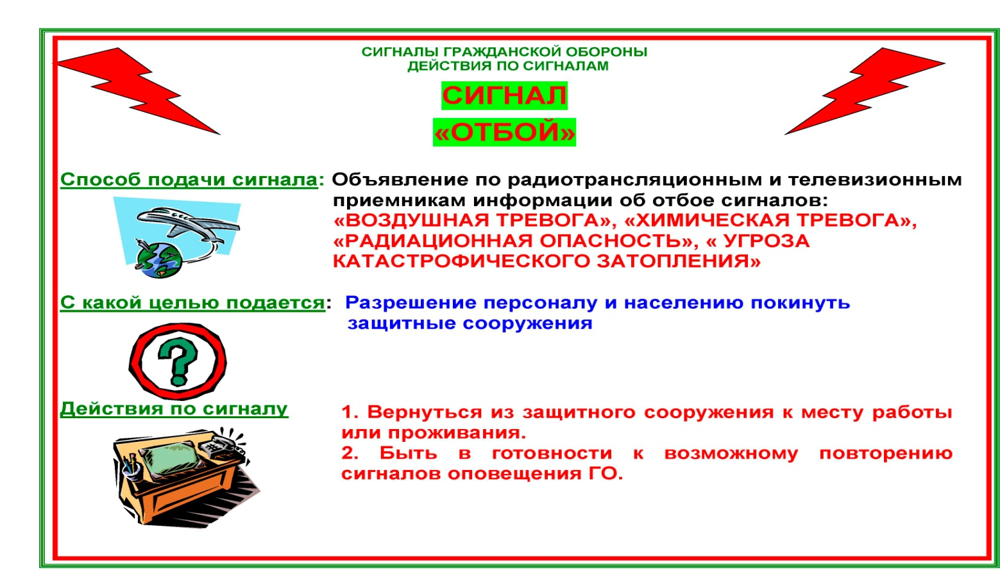 СИГНАЛЫ ГРАЖДАНСКОЙ ОБОРОНЫ
ДЕЙСТВИЯ ПО СИГНАЛАМ
СИГНАЛ
«ОТБОЙ»
Способ подачи сигнала: Объявление по радиотрансляционным и телевизионным
приемникам информации об отбое сигналов:
«ВОЗДУШНАЯ ТРЕВОГА», «ХИМИЧЕСКАЯ ТРЕВОГА»,
«РАДИАЦИОННАЯ ОПАСНОСТЬ», « УГРОЗА
КАТАСТРОФИЧЕСКОГО ЗАТОПЛЕНИЯ»
С какой целью подается: Разрешение персоналу и населению покинуть
защитные сооружения
Действия по сигналу
1. Вернуться из защитного сооружения к месту работы
или проживания.
2. Быть в готовности к возможному повторению
сигналов оповещения ГО.